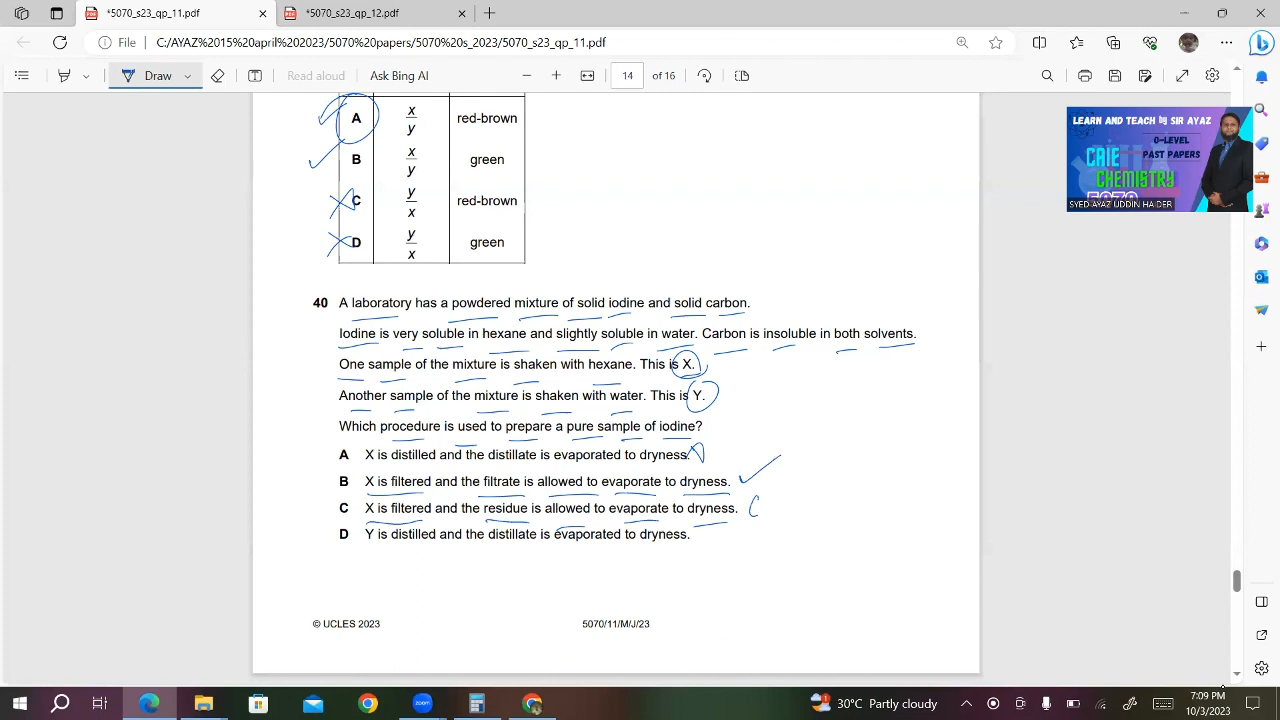 *5070_s23_qp_11.pdf
*5070_s23_qp_12.pdf
File C:/AYAZ%2015%20april%202023/5070%20papers/5070%20s_2023/5070_s23_qp_11.pdf
Draw
Read aloud
Ask Bing AI
14 of 16
A x/y red-brown
B x/y green
C y/x red-brown
D y/x green
LEARN AND TEACH by SIR AYAZ
O-LEVEL
PAST PAPERS
CAIE
CHEMISTRY
5070
SYED AYAZ UDDIN HAIDER
40 A laboratory has a powdered mixture of solid iodine and solid carbon.
Iodine is very soluble in hexane and slightly soluble in water. Carbon is insoluble in both solvents.
One sample of the mixture is shaken with hexane. This is X.
Another sample of the mixture is shaken with water. This is Y.
Which procedure is used to prepare a pure sample of iodine?
A X is distilled and the distillate is evaporated to dryness.
B X is filtered and the filtrate is allowed to evaporate to dryness.
C X is filtered and the residue is allowed to evaporate to dryness.
D Y is distilled and the distillate is evaporated to dryness.
© UCLES 2023
5070/11/M/J/23
30°C Partly cloudy
7:09 PM
10/3/2023